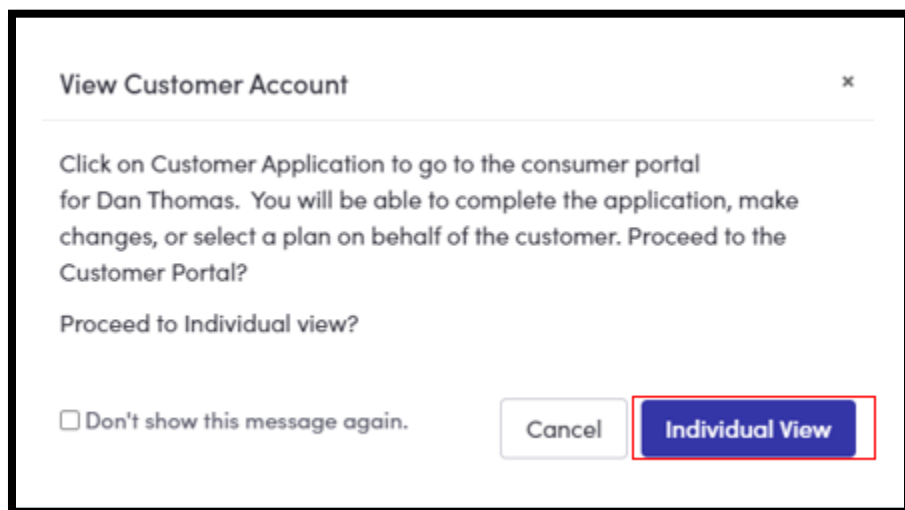 View Customer Account ×
Click on Customer Application to go to the consumer portal
for Dan Thomas.  You will be able to complete the application, make
changes, or select a plan on behalf of the customer. Proceed to the
Customer Portal?
Proceed to Individual view?
Don't show this message again.
Cancel
Individual View